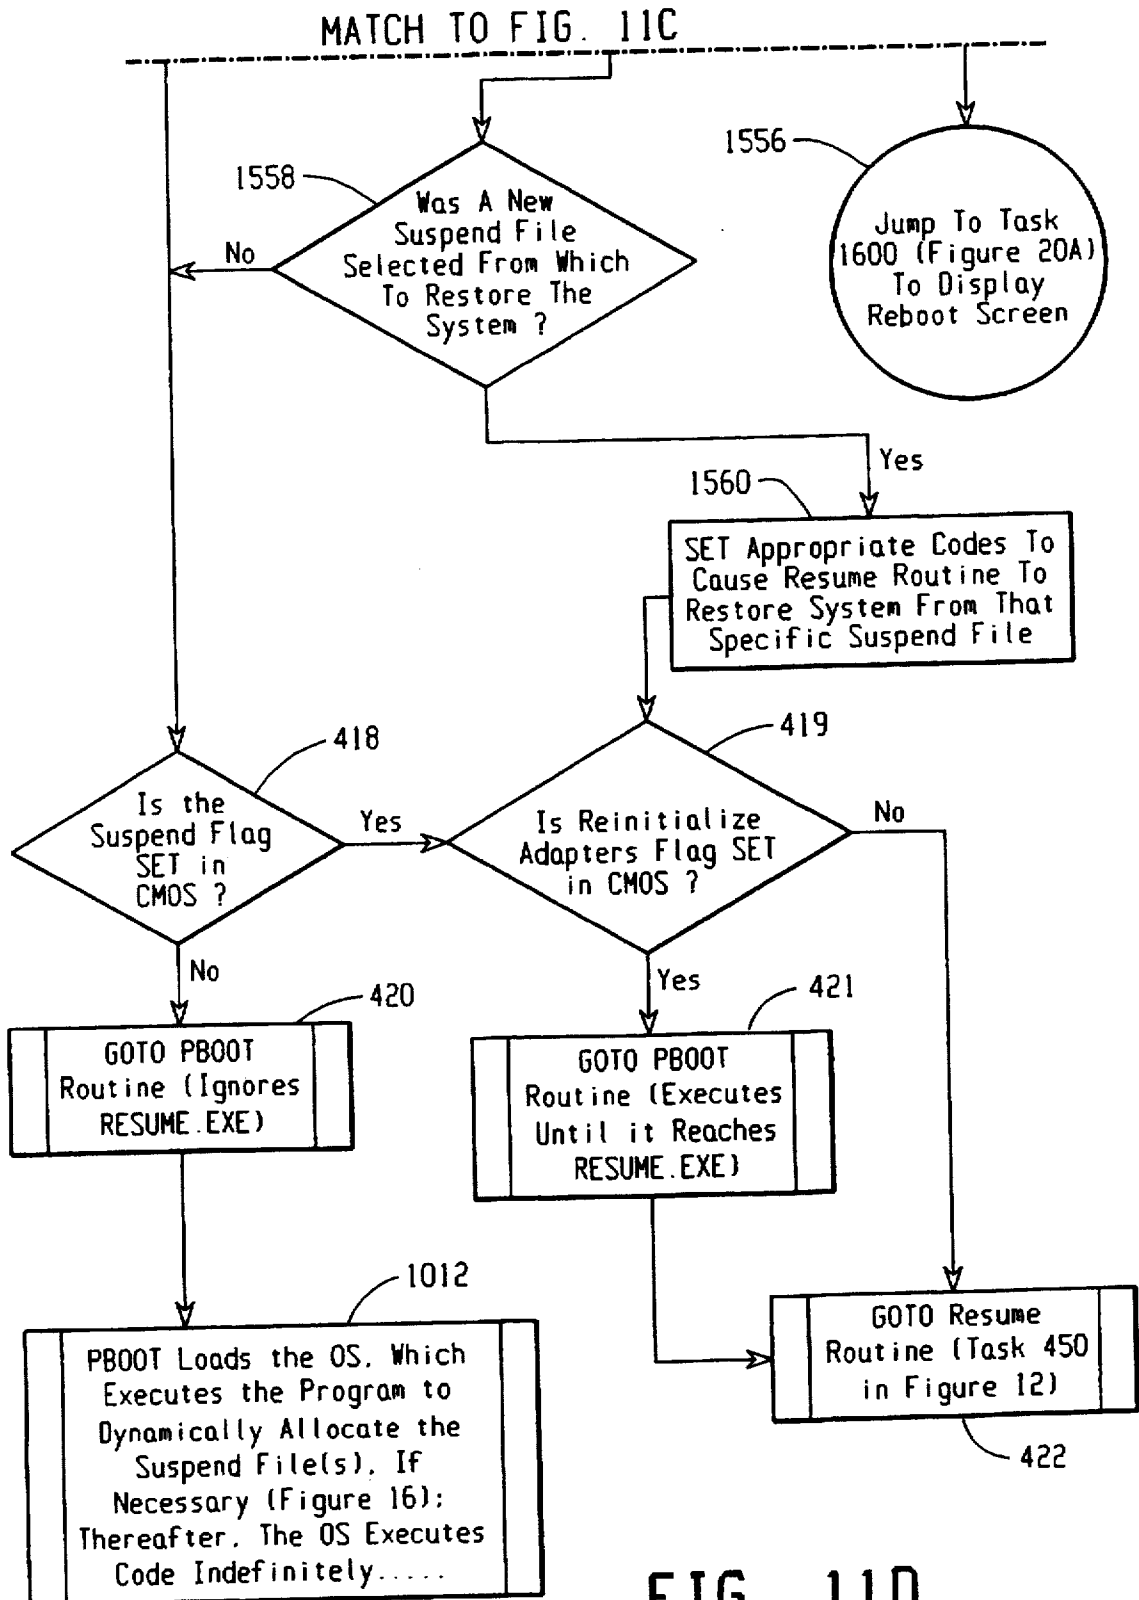 MATCH TO FIG. 11C
1556
1558
Was A New
Suspend File
Selected From Which
To Restore The
System ?
No
Jump To Task
1600 (Figure 20A)
To Display
Reboot Screen
Yes
1560
SET Appropriate Codes To
Cause Resume Routine To
Restore System From That
Specific Suspend File
418
Is the
Suspend Flag
SET in
CMOS ?
Yes
419
Is Reinitialize
Adapters Flag SET
in CMOS ?
No
No
420
GOTO PBOOT
Routine (Ignores
RESUME.EXE)
Yes
421
GOTO PBOOT
Routine (Executes
Until it Reaches
RESUME.EXE)
1012
PBOOT Loads the OS, Which
Executes the Program to
Dynamically Allocate the
Suspend File(s), If
Necessary (Figure 16);
Thereafter, The OS Executes
Code Indefinitely.....
GOTO Resume
Routine (Task 450
in Figure 12)
422
FIG. 11D